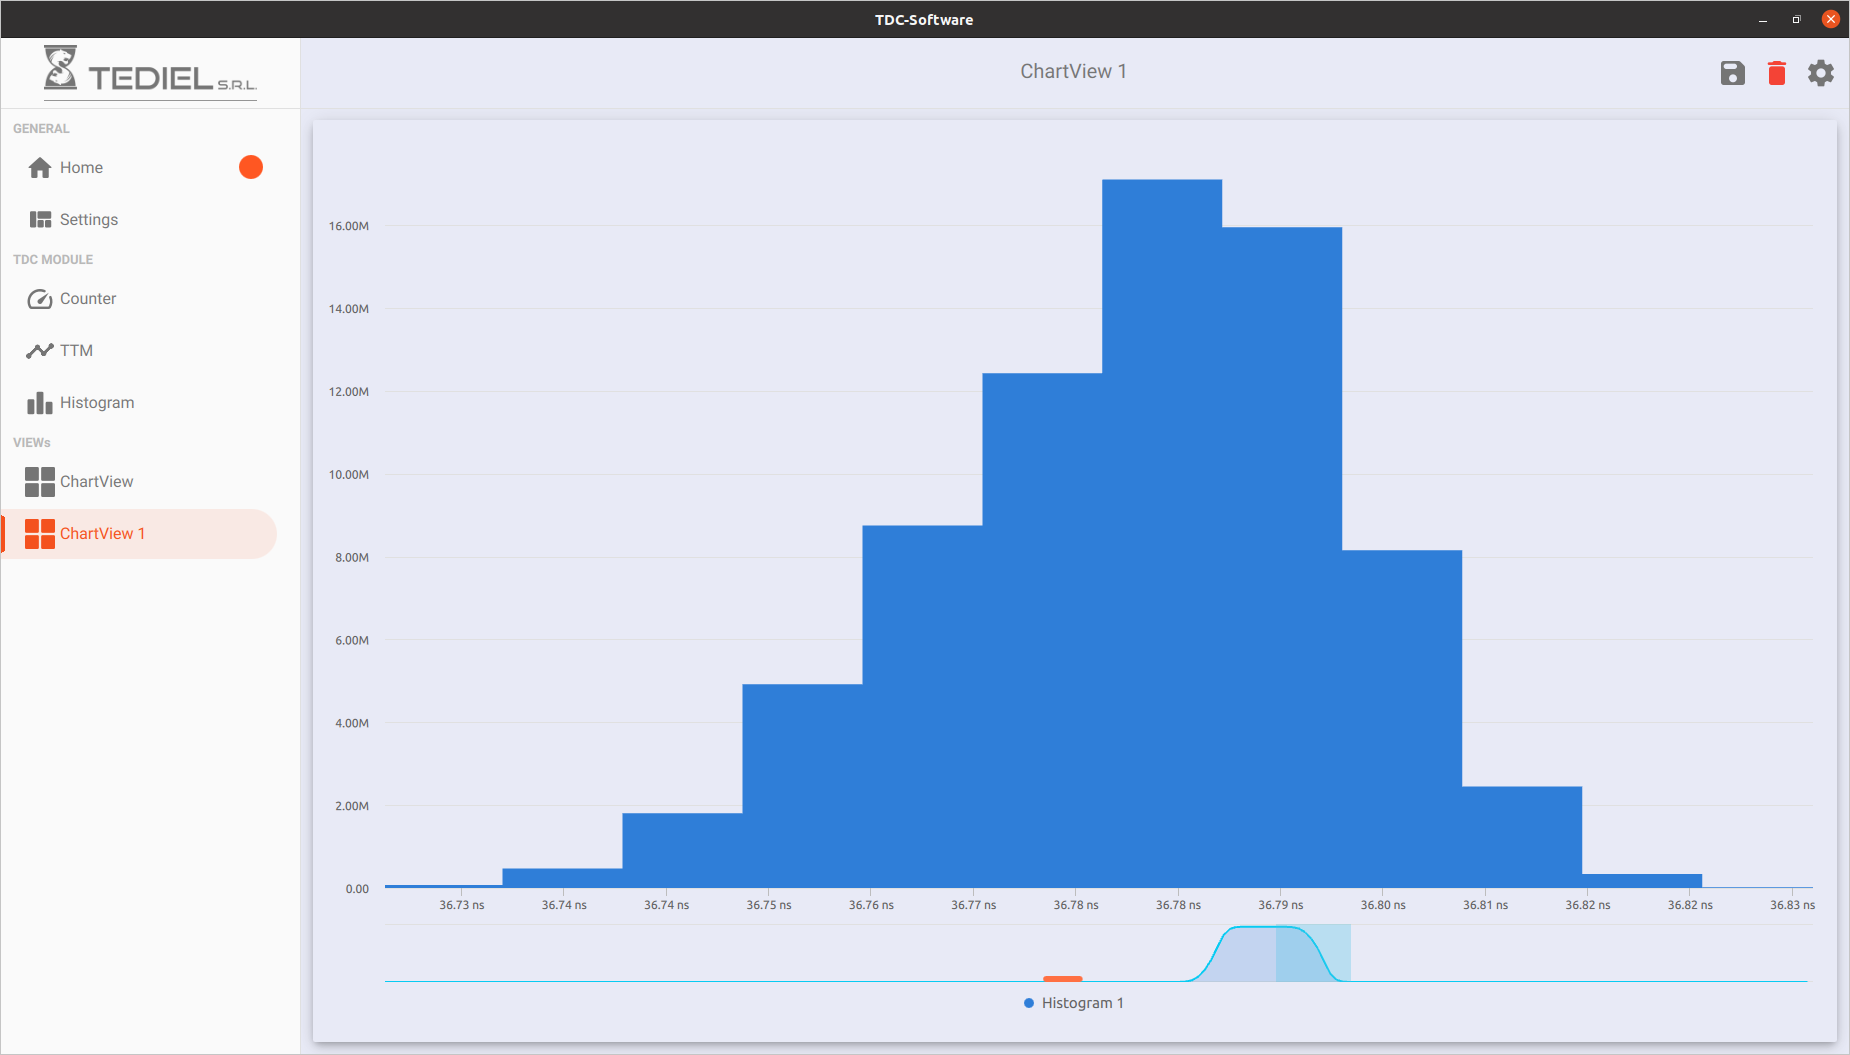 TDC-Software
TEDIEL S.R.L.
ChartView 1
GENERAL
Home
Settings
TDC MODULE
Counter
TTM
Histogram
VIEWs
ChartView
ChartView 1
16.00M
14.00M
12.00M
10.00M
8.00M
6.00M
4.00M
2.00M
0.00
36.73 ns 36.74 ns 36.74 ns 36.75 ns 36.76 ns 36.77 ns 36.78 ns 36.78 ns 36.79 ns 36.80 ns 36.81 ns 36.82 ns 36.82 ns 36.83 ns
Histogram 1